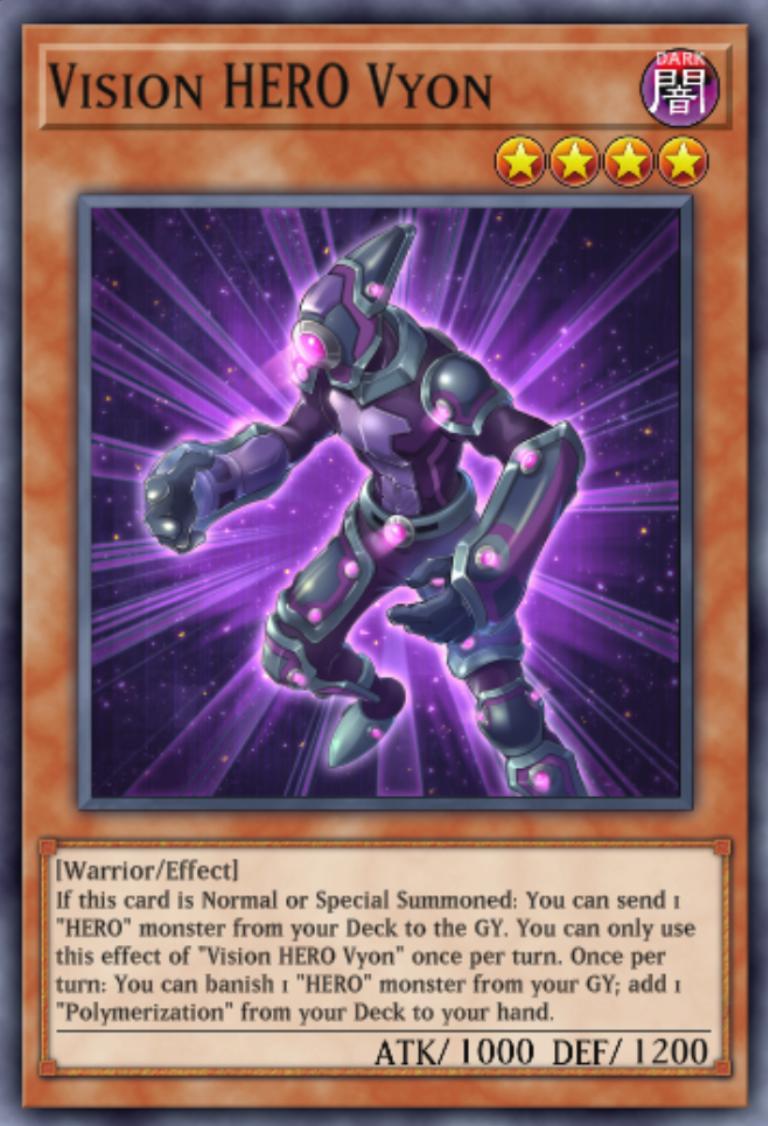 Vision HERO Vyon
DARK
闇
[Warrior/Effect]
If this card is Normal or Special Summoned: You can send 1
"HERO" monster from your Deck to the GY. You can only use
this effect of "Vision HERO Vyon" once per turn. Once per
turn: You can banish 1 "HERO" monster from your GY; add 1
"Polymerization" from your Deck to your hand.
ATK/ 1000 DEF/ 1200